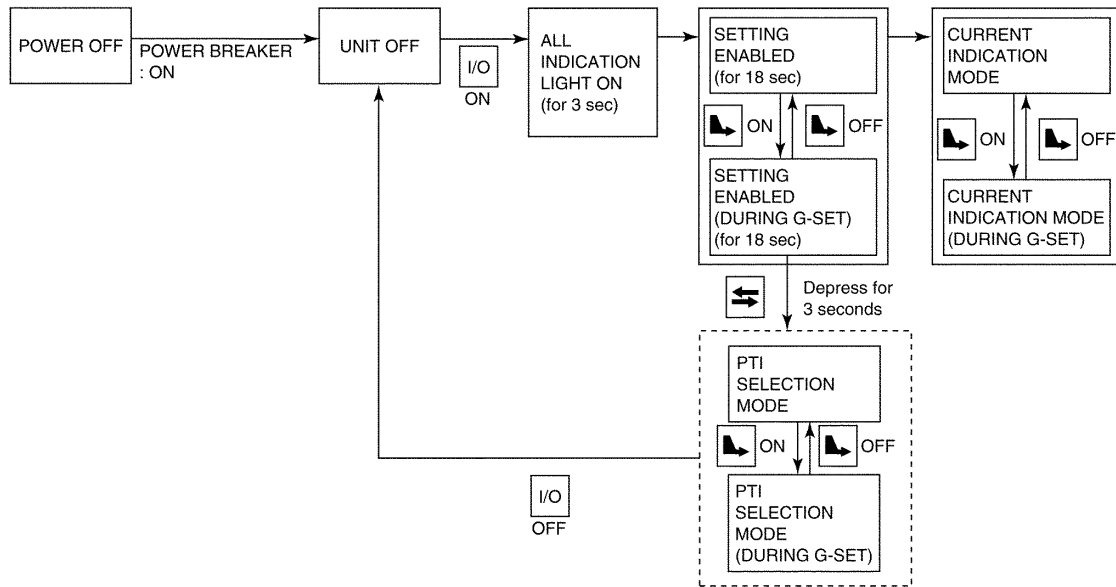 POWER OFF
POWER BREAKER
: ON
UNIT OFF
I/O
ON
ALL
INDICATION
LIGHT ON
(for 3 sec)
SETTING
ENABLED
(for 18 sec)
ON
OFF
SETTING
ENABLED
(DURING G-SET)
(for 18 sec)
CURRENT
INDICATION
MODE
ON
OFF
CURRENT
INDICATION MODE
(DURING G-SET)
Depress for
3 seconds
PTI
SELECTION
MODE
ON
OFF
PTI
SELECTION
MODE
(DURING G-SET)
I/O
OFF